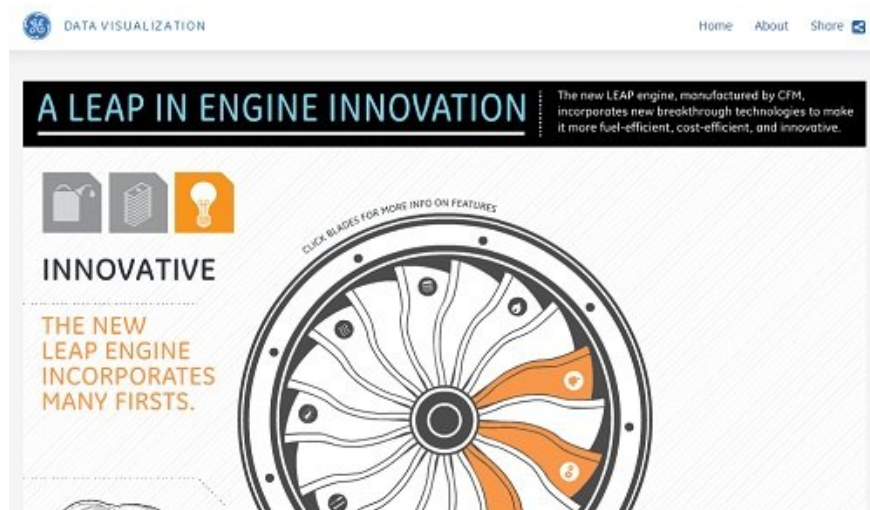 DATA VISUALIZATION
Home About Share
A LEAP IN ENGINE INNOVATION
The new LEAP engine, manufactured by CFM,
incorporates new breakthrough technologies to make
it more fuel-efficient, cost-efficient, and innovative.
CLICK BLADES FOR MORE INFO ON FEATURES
INNOVATIVE
THE NEW
LEAP ENGINE
INCORPORATES
MANY FIRSTS.